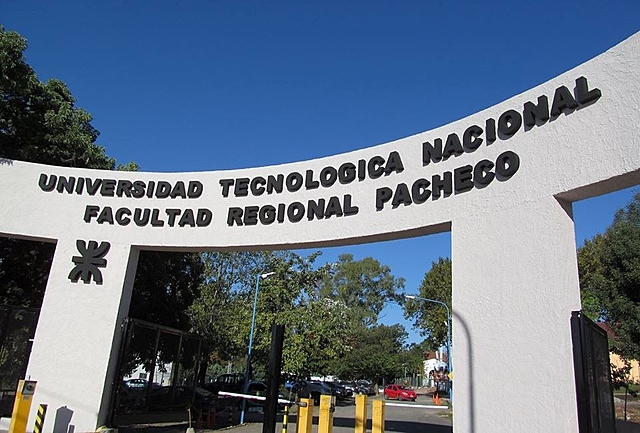 UNIVERSIDAD TECNOLOGICA NACIONAL
FACULTAD REGIONAL PACHECO